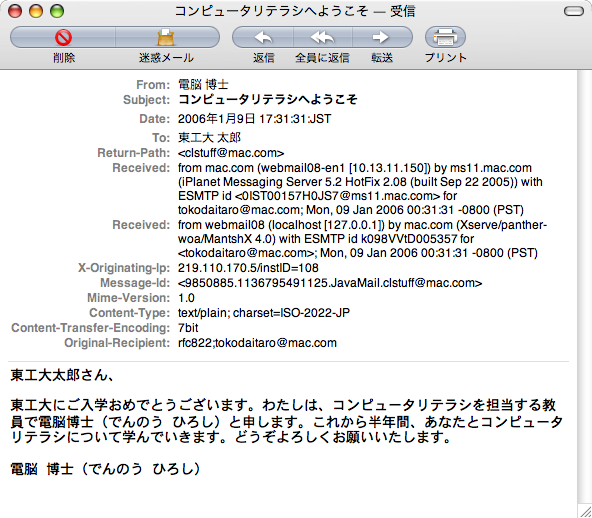 コンピュータリテラシへようこそ — 受信
削除 迷惑メール 返信 全員に返信 転送 プリント
From: 電脳 博士
Subject: コンピュータリテラシへようこそ
Date: 2006年1月9日 17:31:31:JST
To: 東工大 太郎
Return-Path: <clstuff@mac.com>
Received: from mac.com (webmail08-en1 [10.13.11.150]) by ms11.mac.com
(iPlanet Messaging Server 5.2 HotFix 2.08 (built Sep 22 2005)) with
ESMTP id <0IST00157H0JS7@ms11.mac.com> for
tokodaitaro@mac.com; Mon, 09 Jan 2006 00:31:31 -0800 (PST)
Received: from webmail08 (localhost [127.0.0.1]) by mac.com (Xserve/panther-
woa/MantshX 4.0) with ESMTP id k098VVtD005357 for
<tokodaitaro@mac.com>; Mon, 09 Jan 2006 00:31:31 -0800 (PST)
X-Originating-Ip: 219.110.170.5/instID=108
Message-Id: <9850885.1136795491125.JavaMail.clstuff@mac.com>
Mime-Version: 1.0
Content-Type: text/plain; charset=ISO-2022-JP
Content-Transfer-Encoding: 7bit
Original-Recipient: rfc822;tokodaitaro@mac.com
東工大太郎さん、
東工大にご入学おめでとうございます。わたしは、コンピュータリテラシを担当する教
員で電脳博士（でんのう ひろし）と申します。これから半年間、あなたとコンピュータ
リテラシについて学んでいきます。どうぞよろしくお願いいたします。
電脳 博士（でんのう ひろし）